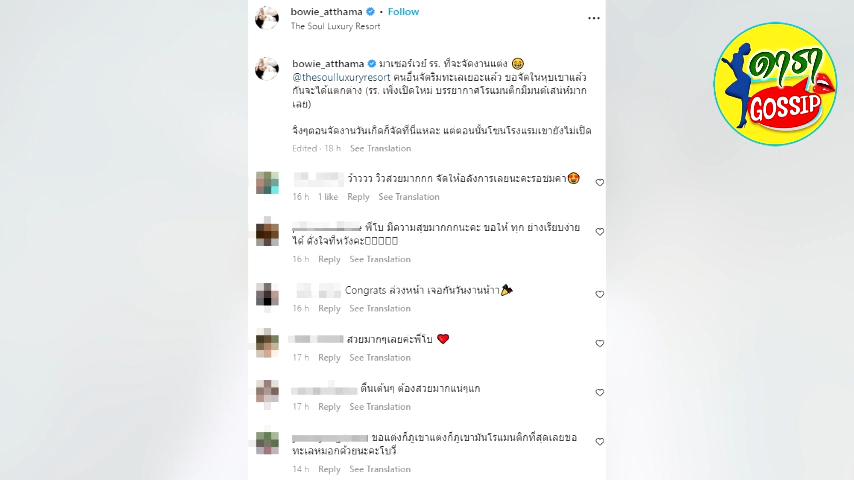 bowie_atthama • Follow
The Soul Luxury Resort
bowie_atthama มาเซอร์เวย์ รร. ที่จะจัดงานแต่ง 😄
@thesoulluxuryresort คนอื่นจัดริมทะเลเยอะแล้ว ขอจัดในหุบเขาแล้ว
กันจะได้แตกต่าง (รร. เพิ่งเปิดใหม่ บรรยากาศโรแมนติกมีมนต์เสน่ห์มาก
เลย)
จิงๆตอนจัดงานวันเกิดก็จัดที่นี่แหละ แต่ตอนนั้นโซนโรงแรมเขายังไม่เปิด
Edited · 18 h See Translation
ว้าววว วิวสวยมากกก จัดให้อลังการเลยนะคะรอชมคา😍
16 h 1 like Reply See Translation
พี่โบ มีความสุขมากกกนะคะ ขอให้ ทุก ย่างเรียบง่าย
ได้ ดั่งใจที่หวังคะ
16 h Reply See Translation
Congrats ล่วงหน้า เจอกันวันงานน้าา🎉
16 h Reply See Translation
สวยมากๆเลยค่ะพี่โบ ❤️
17 h Reply See Translation
ตื้นเต้นๆ ต้องสวยมากแน่ๆแก
17 h Reply See Translation
ขอแต่งก็ภูเขาแต่งก็ภูเขามันโรแมนติกที่สุดเลยขอ
ทะเลหมอกด้วยนะคะโบวี่
14 h Reply See Translation
ดารา
GOSSIP